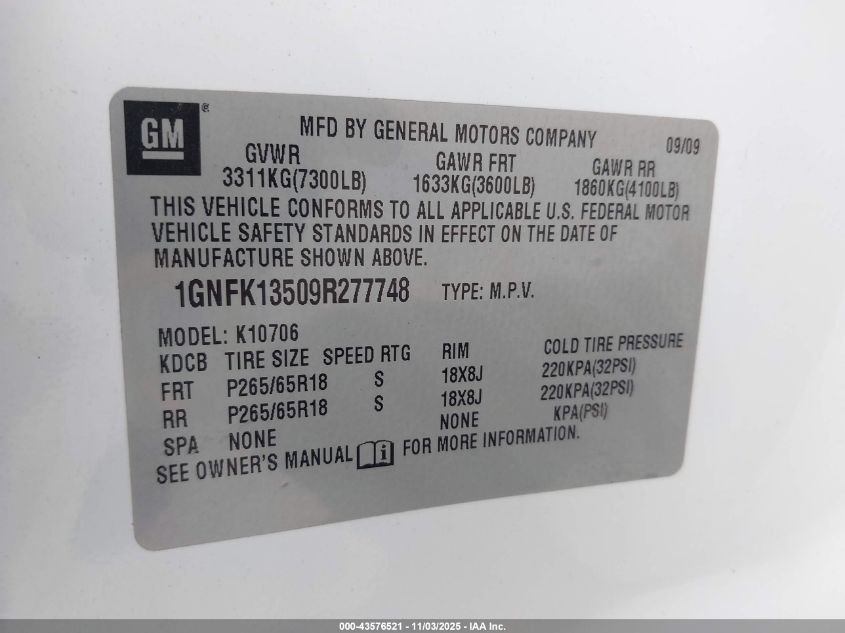 GM ®
MFD BY GENERAL MOTORS COMPANY 09/09
GVWR GAWR FRT GAWR RR
3311KG(7300LB) 1633KG(3600LB) 1860KG(4100LB)
THIS VEHICLE CONFORMS TO ALL APPLICABLE U.S. FEDERAL MOTOR
VEHICLE SAFETY STANDARDS IN EFFECT ON THE DATE OF
MANUFACTURE SHOWN ABOVE.
1GNFK13509R277748 TYPE: M.P.V.
MODEL: K10706
KDCB TIRE SIZE SPEED RTG RIM COLD TIRE PRESSURE
FRT P265/65R18 S 18X8J 220KPA(32PSI)
RR P265/65R18 S 18X8J 220KPA(32PSI)
SPA NONE NONE KPA(PSI)
SEE OWNER'S MANUAL i FOR MORE INFORMATION.
000-43576521 - 11/03/2025 - IAA Inc.